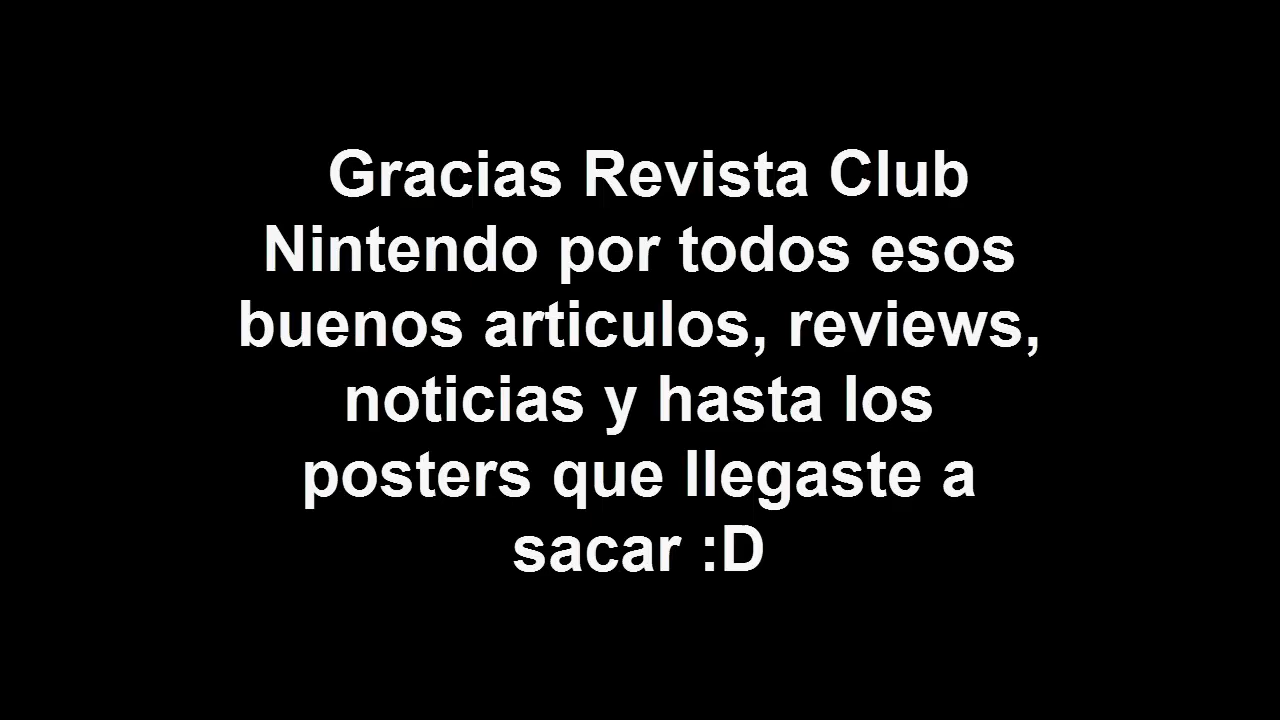 Gracias Revista Club
Nintendo por todos esos
buenos articulos, reviews,
noticias y hasta los
posters que llegaste a
sacar :D